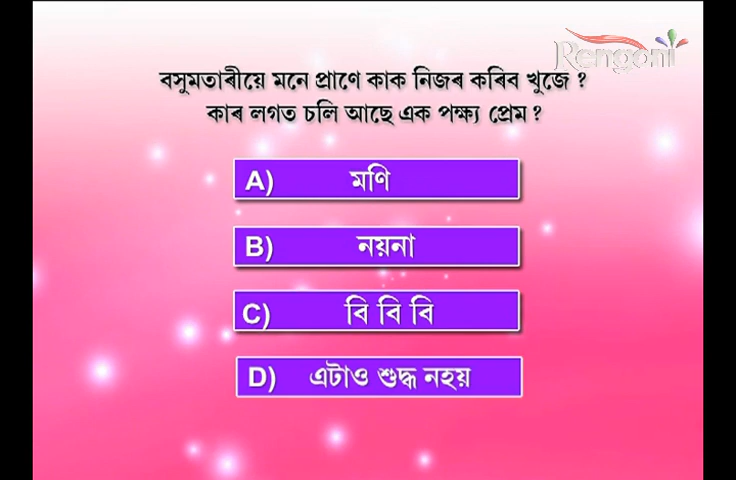 Rengoni
বসুমতাৰীয়ে মনে প্ৰাণে কাক নিজৰ কৰিব খুজে ?
কাৰ লগত চলি আছে এক পক্ষ্য প্ৰেম ?
A) মণি
B) নয়না
C) বি বি বি
D) এটাও শুদ্ধ নহয়